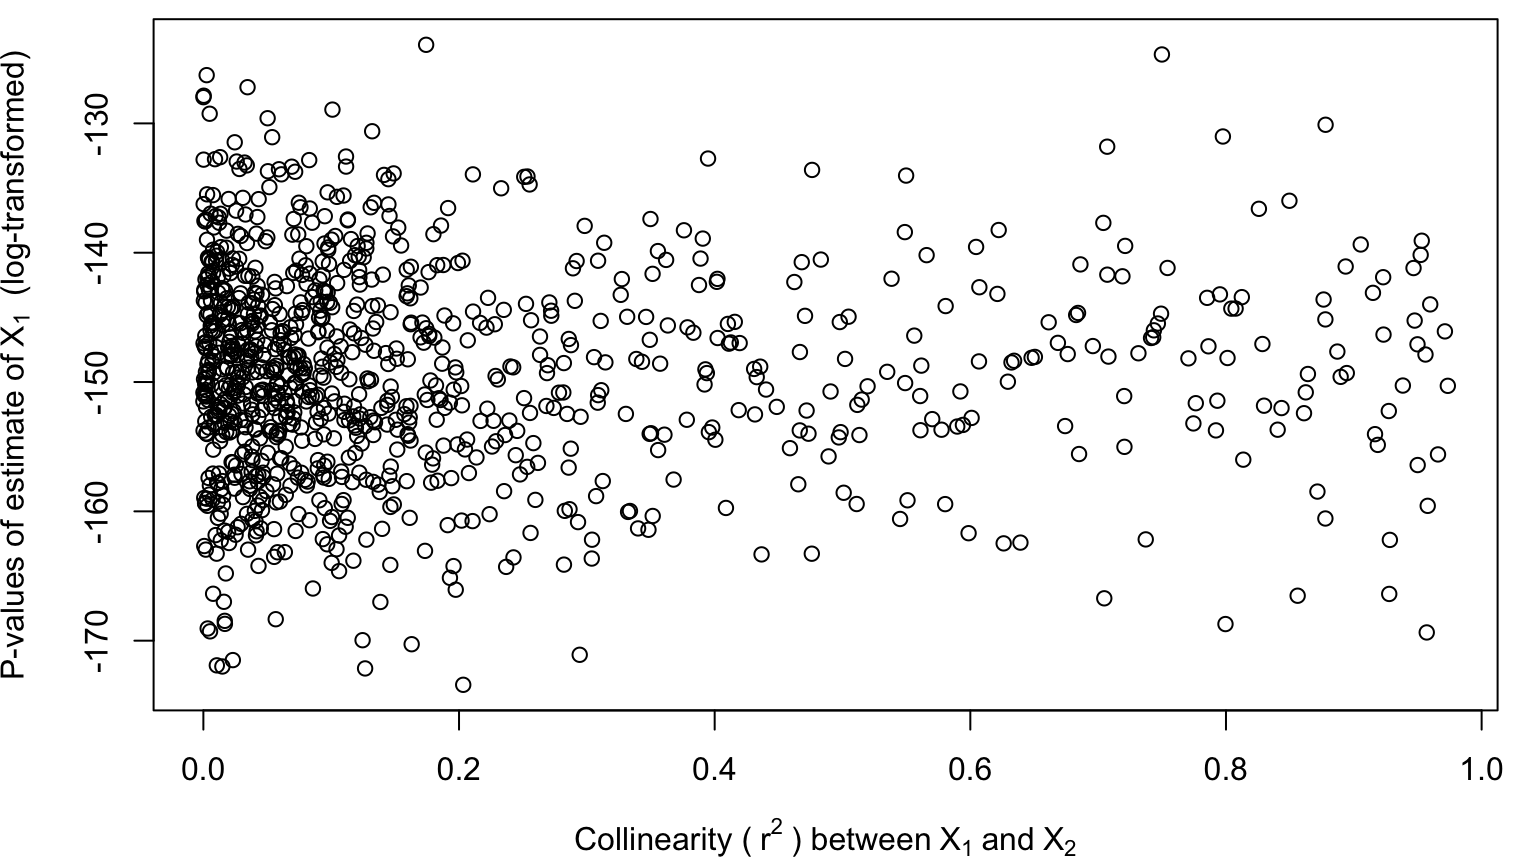 P-values of estimate of X₁ (log-transformed)
-130
-140
-150
-160
-170
0.0 0.2 0.4 0.6 0.8 1.0
Collinearity ( r² ) between X₁ and X₂